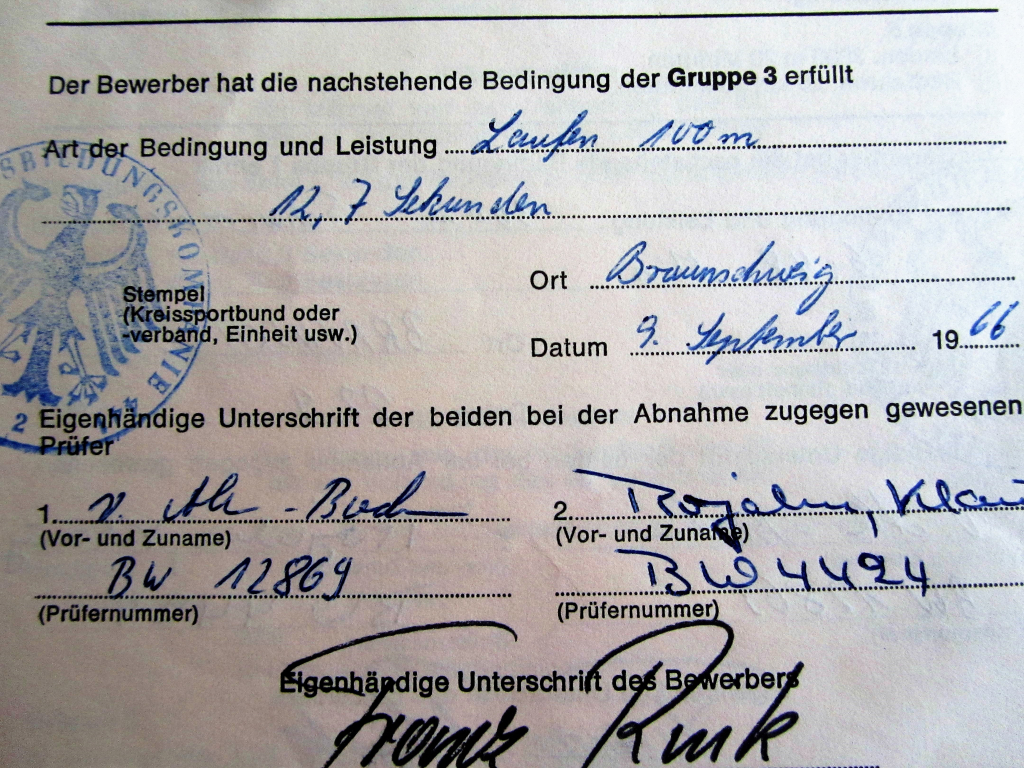 Der Bewerber hat die nachstehende Bedingung der Gruppe 3 erfüllt
Art der Bedingung und Leistung Laufen 100 m
12,7 Sekunden
SBILDUNGSKOMPANIE
2
Ort Braunschweig
Stempel
(Kreissportbund oder
-verband, Einheit usw.)
Datum 9. September 1966
Eigenhändige Unterschrift der beiden bei der Abnahme zugegen gewesenen
Prüfer
1. v.
2.
(Vor- und Zuname)
(Vor- und Zuname)
BW 12869
BW 4424
(Prüfernummer)
(Prüfernummer)
Eigenhändige Unterschrift des Bewerbers
Franz